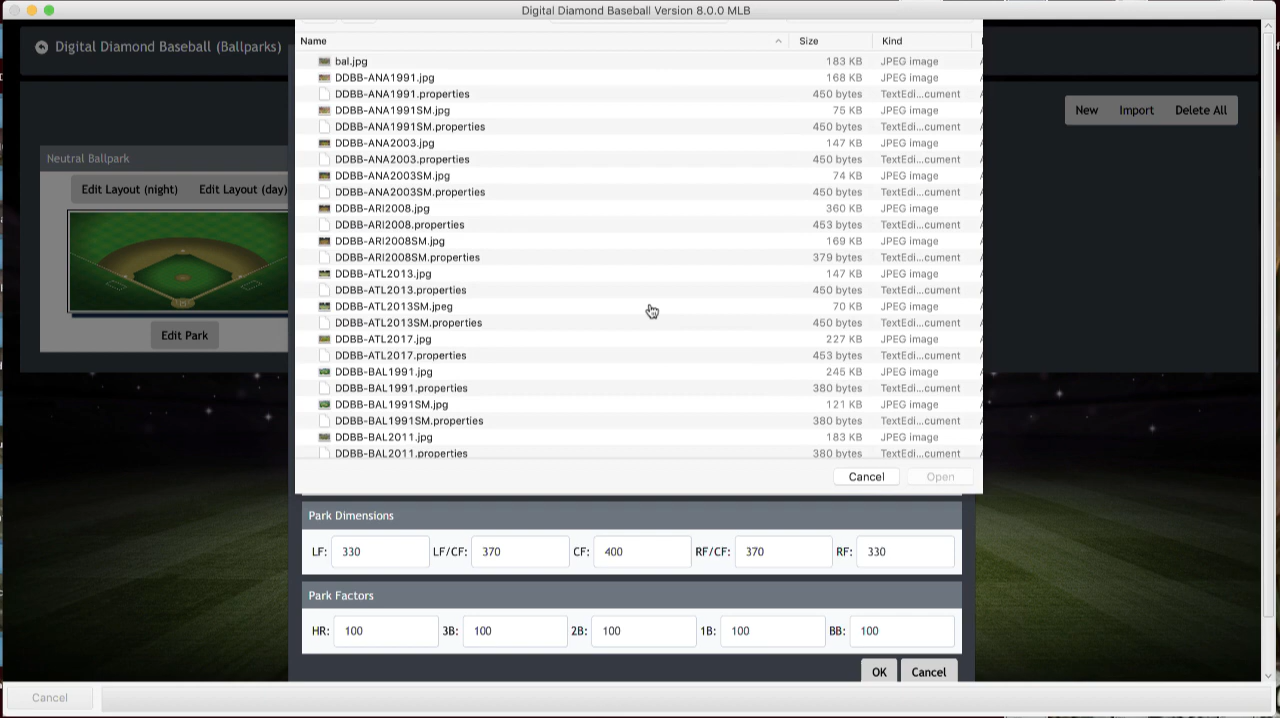 Digital Diamond Baseball Version 8.0.0 MLB
Digital Diamond Baseball (Ballparks)
New Import Delete All
Neutral Ballpark
Edit Layout (night) Edit Layout (day)
Edit Park
Name Size Kind
bal.jpg 183 KB JPEG image
DDBB-ANA1991.jpg 168 KB JPEG image
DDBB-ANA1991.properties 450 bytes TextEdi...cument
DDBB-ANA1991SM.jpg 75 KB JPEG image
DDBB-ANA1991SM.properties 450 bytes TextEdi...cument
DDBB-ANA2003.jpg 147 KB JPEG image
DDBB-ANA2003.properties 450 bytes TextEdi...cument
DDBB-ANA2003SM.jpg 74 KB JPEG image
DDBB-ANA2003SM.properties 450 bytes TextEdi...cument
DDBB-ARI2008.jpg 360 KB JPEG image
DDBB-ARI2008.properties 453 bytes TextEdi...cument
DDBB-ARI2008SM.jpg 169 KB JPEG image
DDBB-ARI2008SM.properties 379 bytes TextEdi...cument
DDBB-ATL2013.jpg 147 KB JPEG image
DDBB-ATL2013.properties 450 bytes TextEdi...cument
DDBB-ATL2013SM.jpeg 70 KB JPEG image
DDBB-ATL2013SM.properties 450 bytes TextEdi...cument
DDBB-ATL2017.jpg 227 KB JPEG image
DDBB-ATL2017.properties 453 bytes TextEdi...cument
DDBB-BAL1991.jpg 245 KB JPEG image
DDBB-BAL1991.properties 380 bytes TextEdi...cument
DDBB-BAL1991SM.jpg 121 KB JPEG image
DDBB-BAL1991SM.properties 380 bytes TextEdi...cument
DDBB-BAL2011.jpg 183 KB JPEG image
DDBB-BAL2011.properties 380 bytes TextEdi...cument
Cancel Open
Park Dimensions
LF: 330 LF/CF: 370 CF: 400 RF/CF: 370 RF: 330
Park Factors
HR: 100 3B: 100 2B: 100 1B: 100 BB: 100
OK Cancel
Cancel